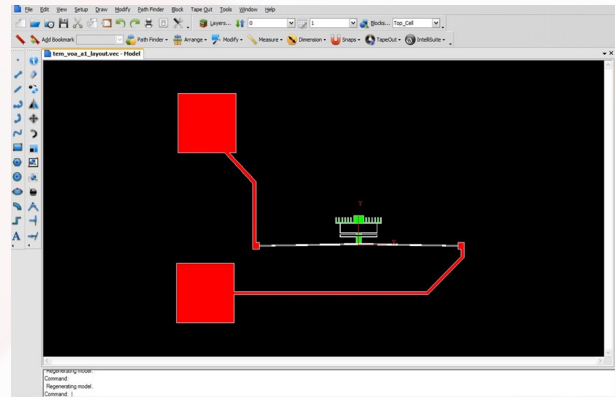 File Edit View Setup Draw Modify Path Finder Block Tape Out Tools Window Help
Layers... 0 1 Blocks... Top_Cell
Add Bookmark Path Finder Arrange Modify Measure Dimension Snaps TapeOut IntelliSuite
tem_voa_a1_layout.vec - Model
Y
A
Regenerating model.
Command:
Regenerating model.
Command: |